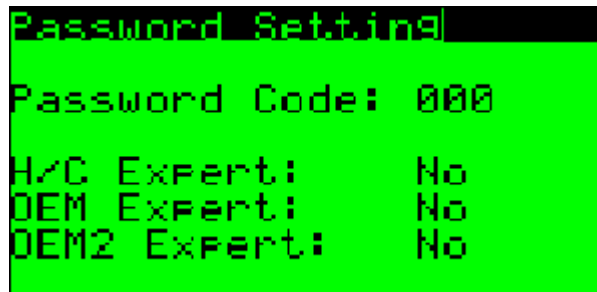 Password Setting
Password Code: 000
H/C Expert: No
OEM Expert: No
OEM2 Expert: No